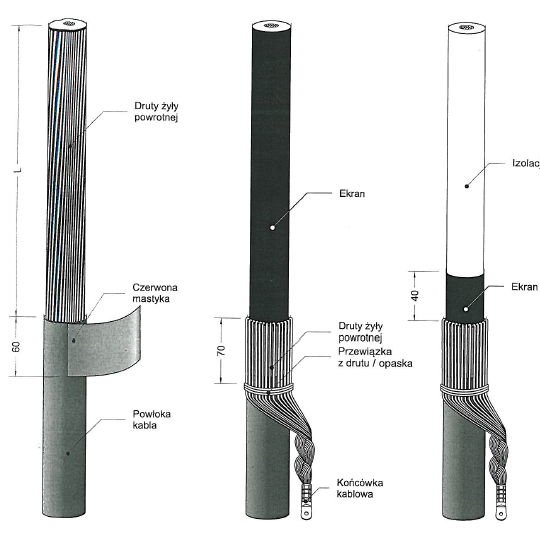 Druty żyły
powrotnej
L
Czerwona
mastyka
60
Powłoka
kabla
Ekran
Druty żyły
powrotnej
70
Przewiązka
z drutu / opaska
Końcówka
kablowa
Izolac
Ekran
40